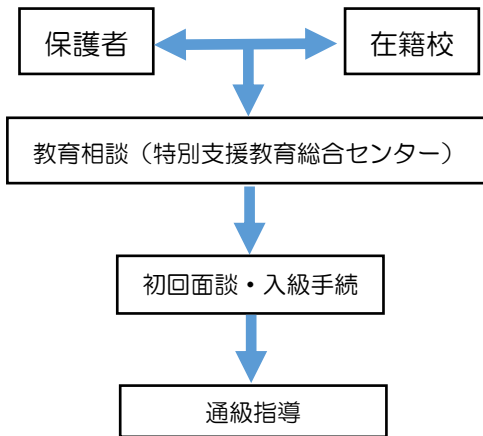 保護者
在籍校
教育相談（特別支援教育総合センター）
初回面談・入級手続
通級指導